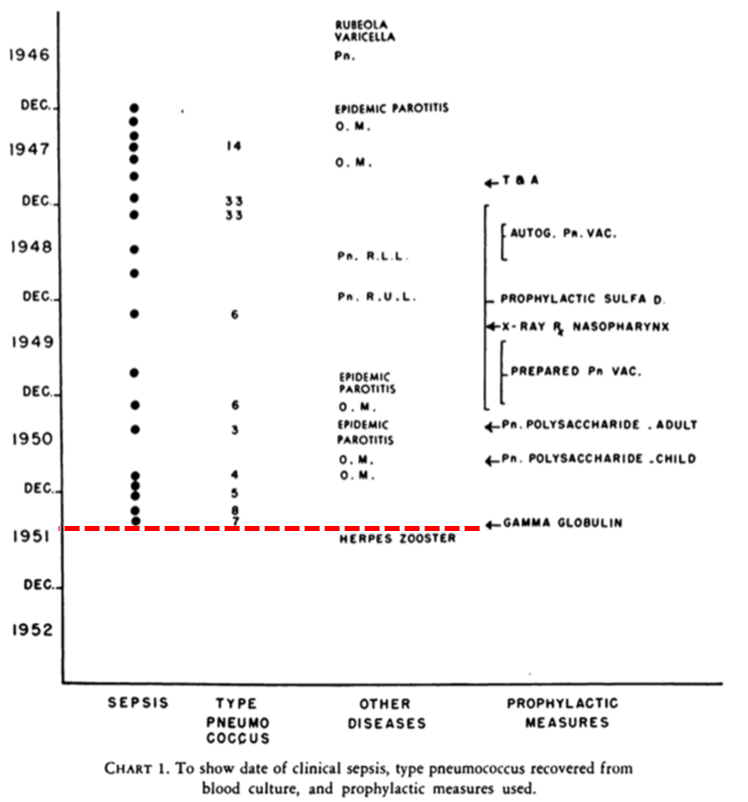 RUBEOLA
VARICELLA
1946 Pn.
DEC. EPIDEMIC PAROTITIS
O. M.
1947 14
O. M.
← T & A
DEC. 33
33
AUTOG. Pn. VAC.
1948
Pn. R.L.L.
DEC. Pn. R.U.L. PROPHYLACTIC SULFA D.
6
←X-RAY ℞ NASOPHARYNX
1949
PREPARED Pn VAC.
EPIDEMIC
PAROTITIS
DEC.
6 O. M.
3 EPIDEMIC ←Pn. POLYSACCHARIDE . ADULT
1950 PAROTITIS
O. M. ←Pn. POLYSACCHARIDE .CHILD
4 O. M.
DEC. 5
8
7 ←GAMMA GLOBULIN
1951 HERPES ZOOSTER
DEC.
1952
SEPSIS TYPE PNEUMO COCCUS OTHER DISEASES PROPHYLACTIC MEASURES
CHART 1. To show date of clinical sepsis, type pneumococcus recovered from
blood culture, and prophylactic measures used.